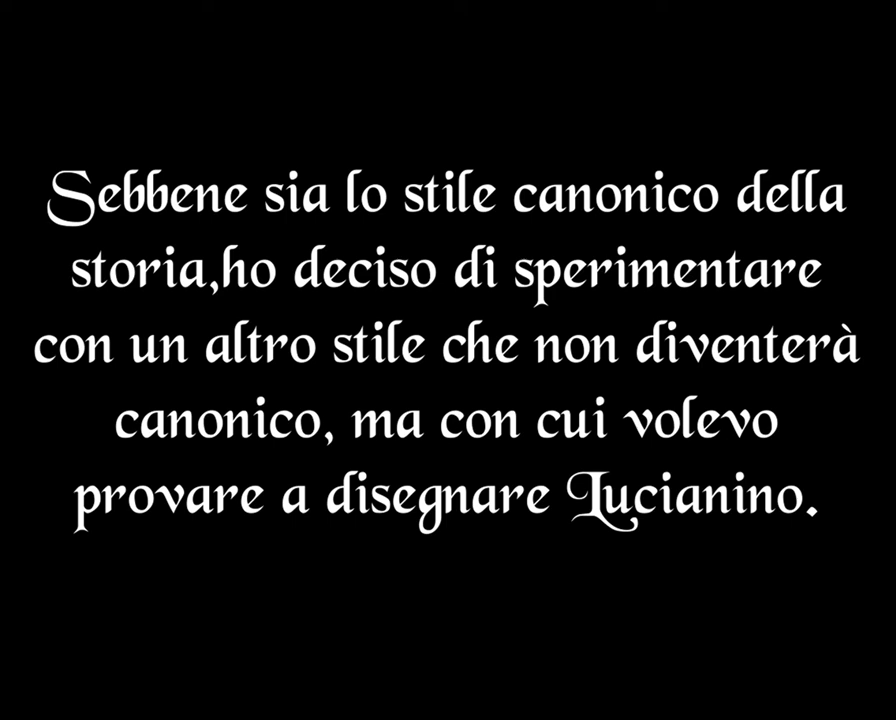 Sebbene sia lo stile canonico della
storia,ho deciso di sperimentare
con un altro stile che non diventerà
canonico, ma con cui volevo
provare a disegnare Lucianino.